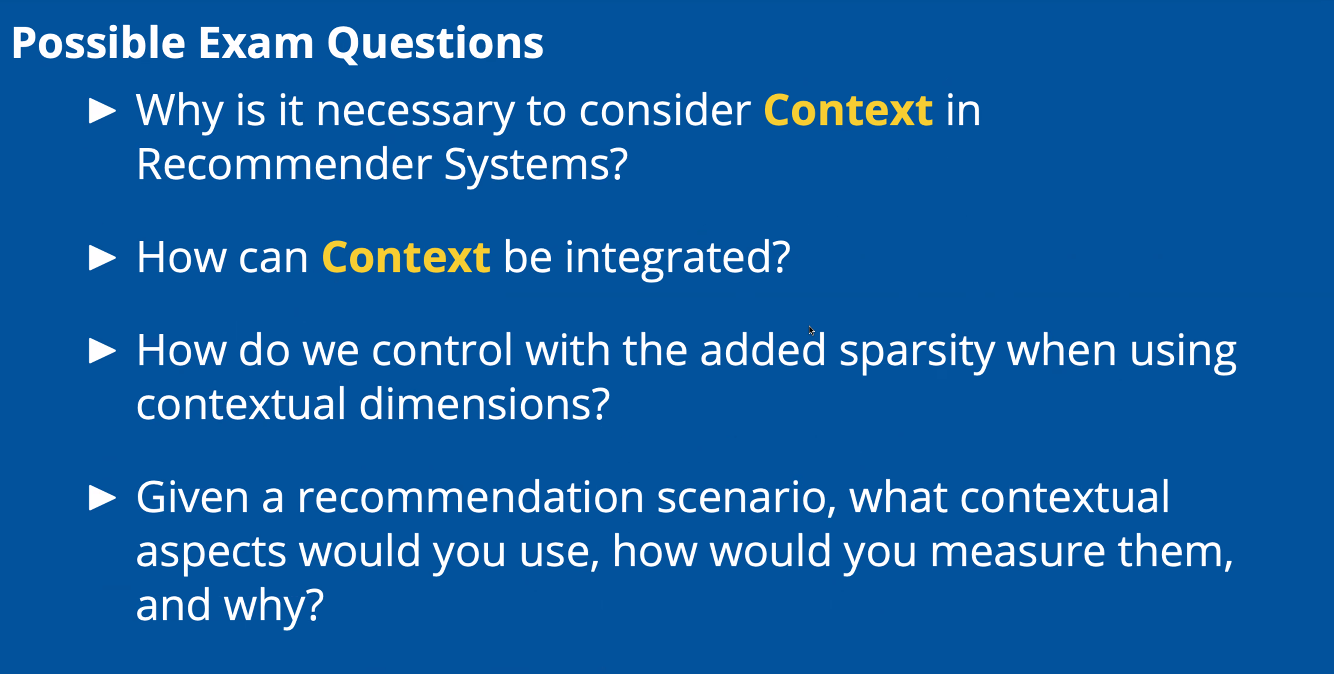 Possible Exam Questions
► Why is it necessary to consider Context in
Recommender Systems?
► How can Context be integrated?
► How do we control with the added sparsity when using
contextual dimensions?
► Given a recommendation scenario, what contextual
aspects would you use, how would you measure them,
and why?